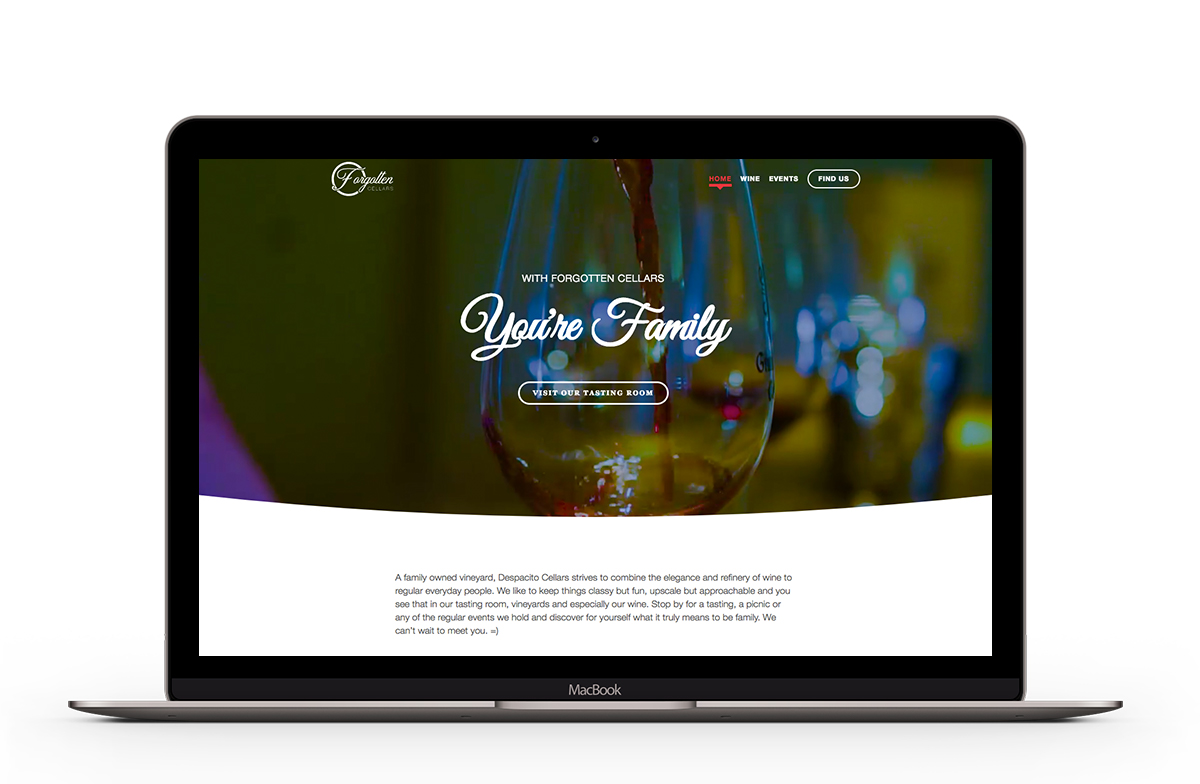 Forgotten
CELLARS
HOME WINE EVENTS FIND US
WITH FORGOTTEN CELLARS
You're Family
VISIT OUR TASTING ROOM
A family owned vineyard, Despacito Cellars strives to combine the elegance and refinery of wine to
regular everyday people. We like to keep things classy but fun, upscale but approachable and you
see that in our tasting room, vineyards and especially our wine. Stop by for a tasting, a picnic or
any of the regular events we hold and discover for yourself what it truly means to be family. We
can't wait to meet you. =)
MacBook